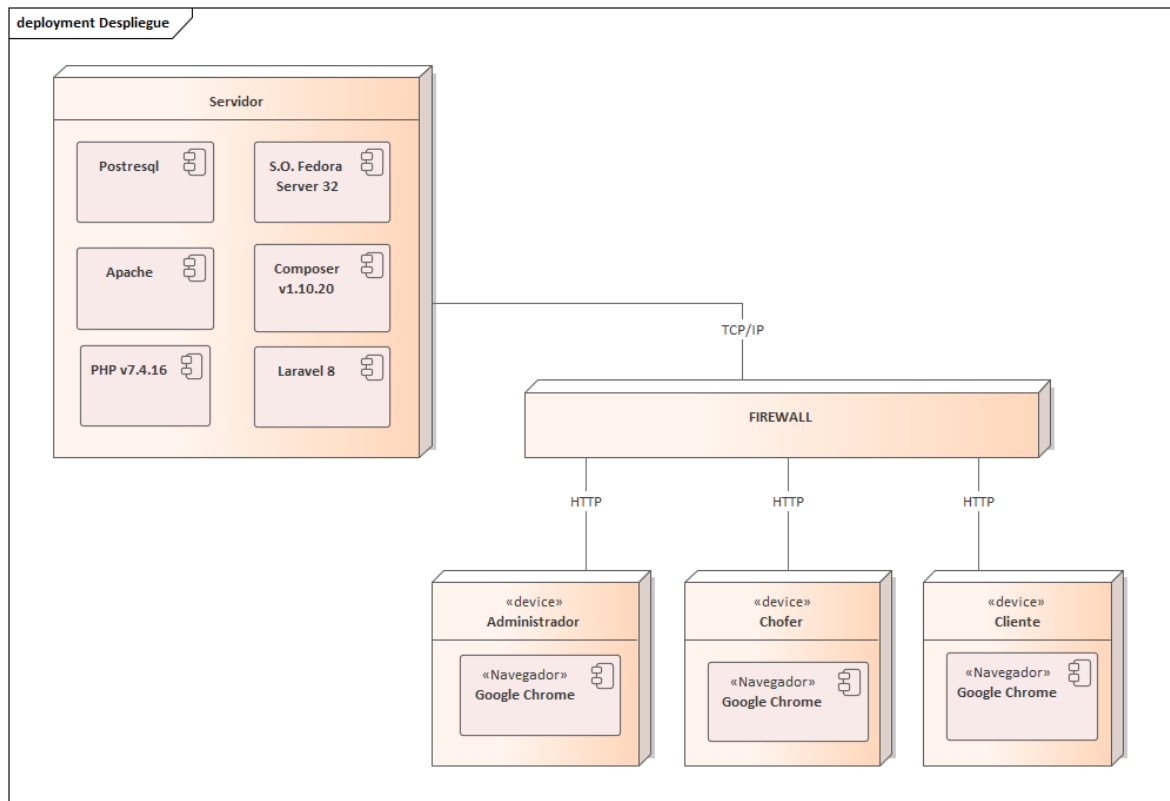 deployment Despliegue
Servidor
Postresql
S.O. Fedora
Server 32
Apache
Composer
v1.10.20
PHP v7.4.16
Laravel 8
TCP/IP
FIREWALL
HTTP
HTTP
HTTP
«device»
Administrador
«Navegador»
Google Chrome
«device»
Chofer
«Navegador»
Google Chrome
«device»
Cliente
«Navegador»
Google Chrome